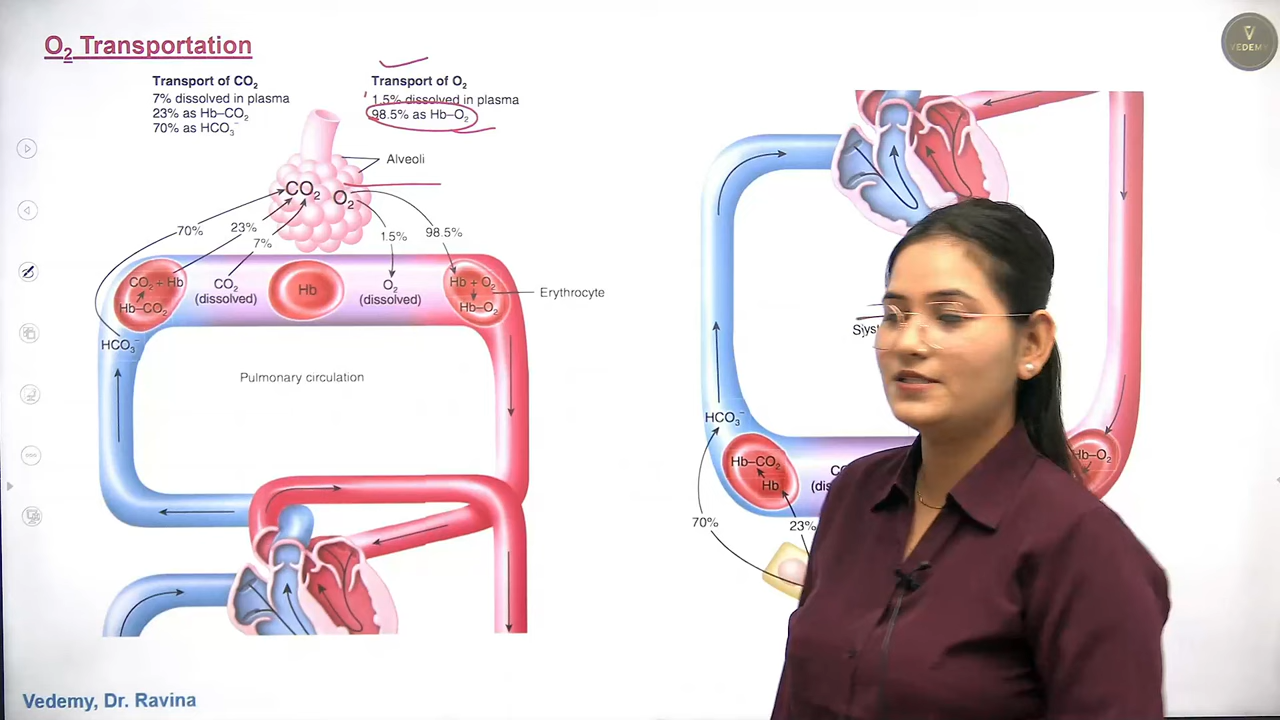 O₂ Transportation
VEDEMY
Transport of CO₂
7% dissolved in plasma
23% as Hb–CO₂
70% as HCO₃⁻
Transport of O₂
1.5% dissolved in plasma
98.5% as Hb–O₂
Alveoli
CO₂
O₂
70%
23%
7%
1.5%
98.5%
CO₂ + Hb
Hb–CO₂
CO₂
(dissolved)
Hb
O₂
(dissolved)
Hb + O₂
Hb–O₂
Erythrocyte
HCO₃⁻
Pulmonary circulation
HCO₃⁻
Hb–CO₂
Hb
Hb–O₂
70%
23%
Vedemy, Dr. Ravina